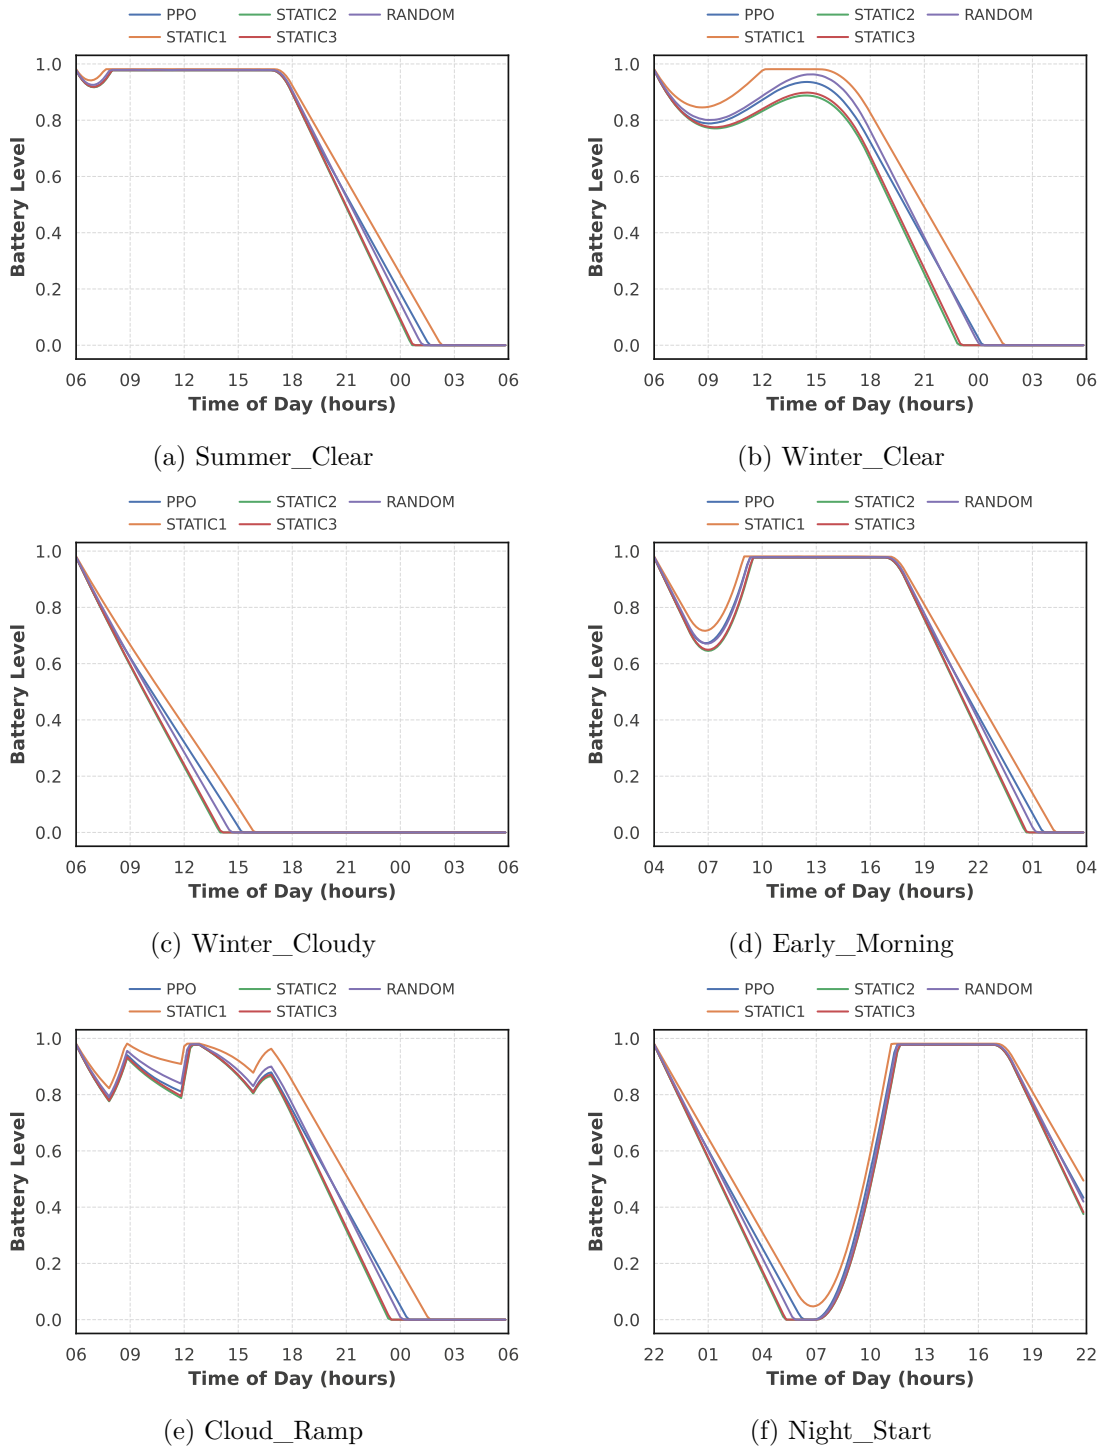 PPO STATIC2 RANDOM PPO STATIC2 RANDOM
STATIC1 STATIC3 STATIC1 STATIC3
1.0 1.0
0.8 0.8
0.6 0.6
0.4 0.4
0.2 0.2
0.0 0.0
Battery Level Battery Level
06 09 12 15 18 21 00 03 06 06 09 12 15 18 21 00 03 06
Time of Day (hours) Time of Day (hours)
(a) Summer_Clear (b) Winter_Clear
PPO STATIC2 RANDOM PPO STATIC2 RANDOM
STATIC1 STATIC3 STATIC1 STATIC3
1.0 1.0
0.8 0.8
0.6 0.6
0.4 0.4
0.2 0.2
0.0 0.0
Battery Level Battery Level
06 09 12 15 18 21 00 03 06 04 07 10 13 16 19 22 01 04
Time of Day (hours) Time of Day (hours)
(c) Winter_Cloudy (d) Early_Morning
PPO STATIC2 RANDOM PPO STATIC2 RANDOM
STATIC1 STATIC3 STATIC1 STATIC3
1.0 1.0
0.8 0.8
0.6 0.6
0.4 0.4
0.2 0.2
0.0 0.0
Battery Level Battery Level
06 09 12 15 18 21 00 03 06 22 01 04 07 10 13 16 19 22
Time of Day (hours) Time of Day (hours)
(e) Cloud_Ramp (f) Night_Start